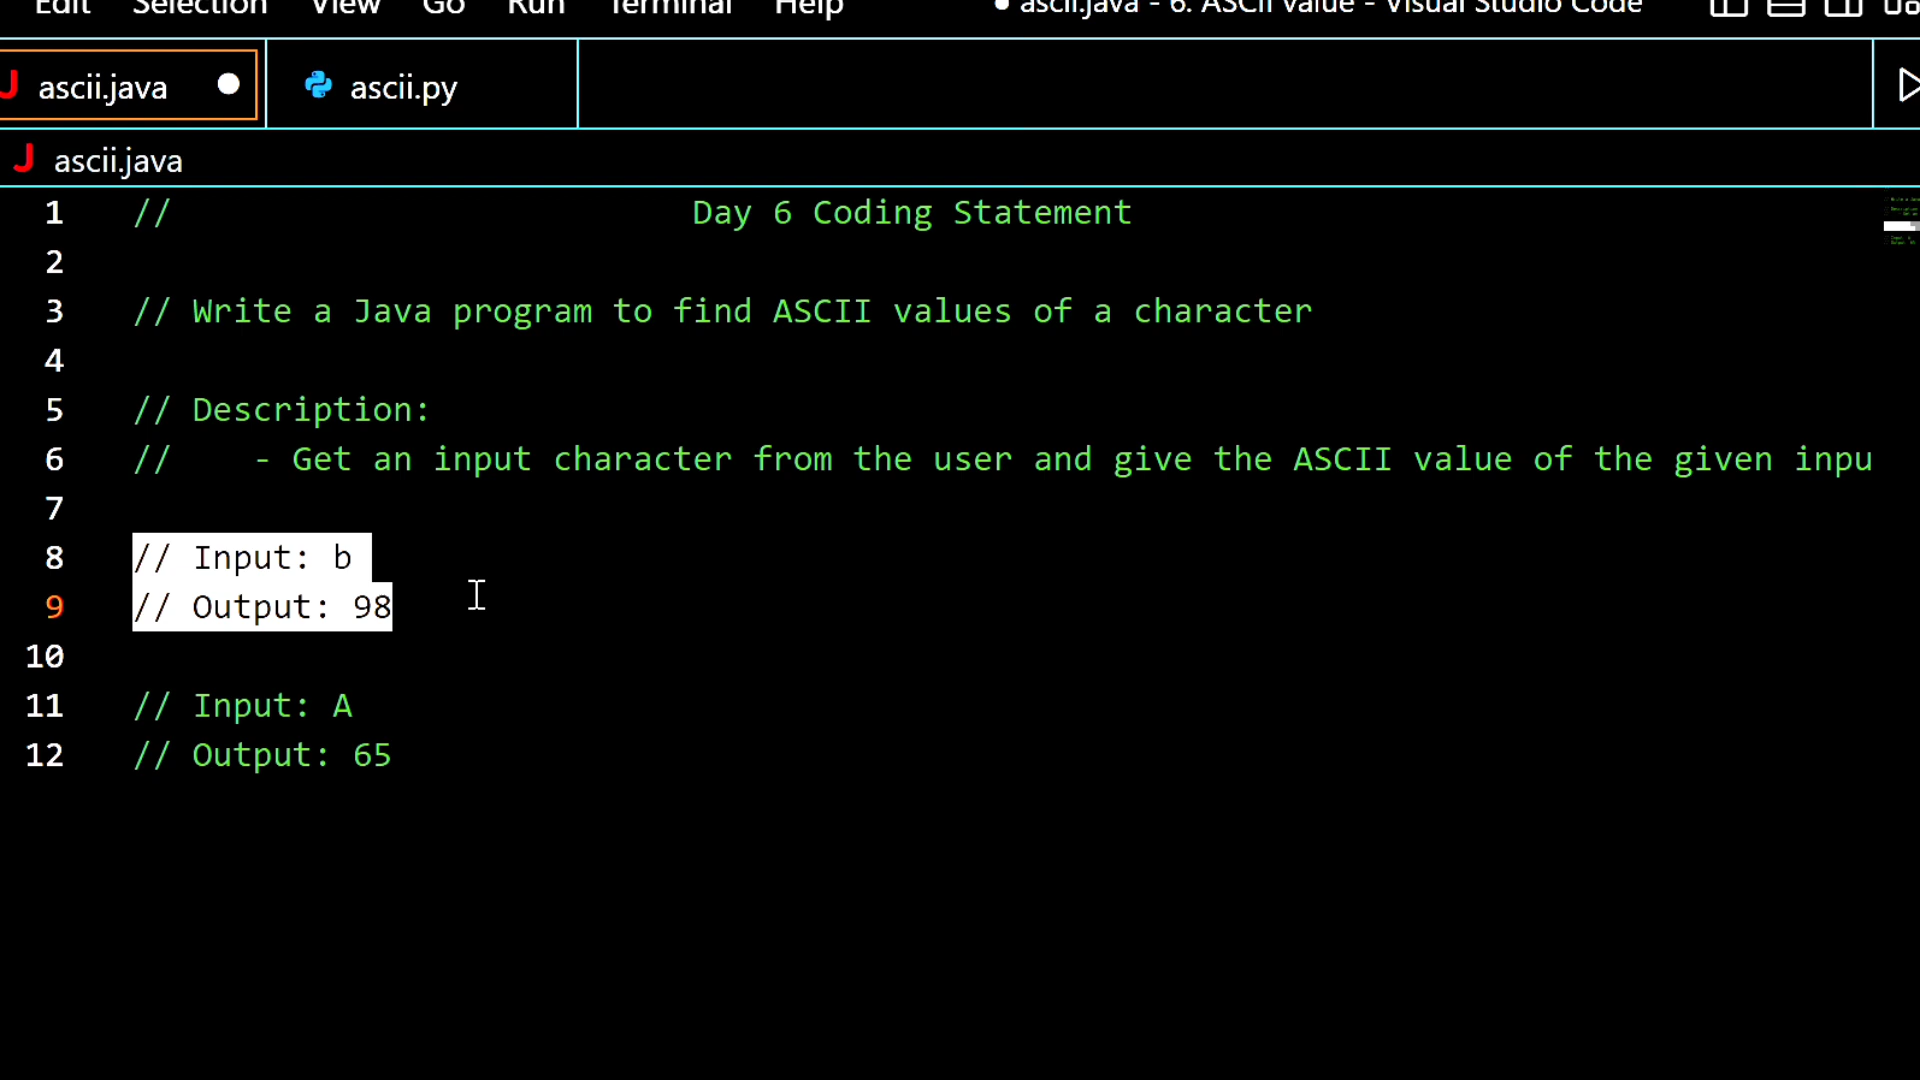 Edit Selection View Go Run Terminal Help ● ascii.java - 6. ASCII Value - Visual Studio Code
J ascii.java ● ascii.py
J ascii.java
1 // Day 6 Coding Statement
2
3 // Write a Java program to find ASCII values of a character
4
5 // Description:
6 // - Get an input character from the user and give the ASCII value of the given inpu
7
8 // Input: b
9 // Output: 98
10
11 // Input: A
12 // Output: 65